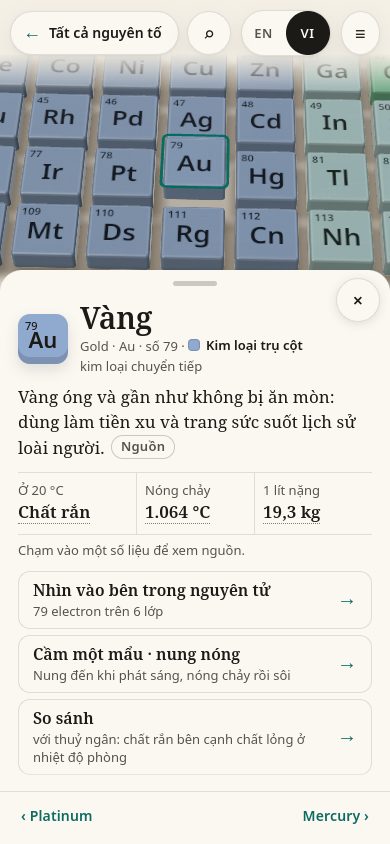 ← Tất cả nguyên tố
⌕
EN VI
≡
Co Ni Cu Zn Ga
45 Rh 46 Pd 47 Ag 48 Cd 49 In
77 Ir 78 Pt 79 Au 80 Hg 81 Tl
109 Mt 110 Ds 111 Rg 112 Cn 113 Nh
×
79 Au
Vàng
Gold · Au · số 79 · Kim loại trụ cột
kim loại chuyển tiếp
Vàng óng và gần như không bị ăn mòn:
dùng làm tiền xu và trang sức suốt lịch sử
loài người. Nguồn
Ở 20 °C Nóng chảy 1 lít nặng
Chất rắn 1.064 °C 19,3 kg
Chạm vào một số liệu để xem nguồn.
Nhìn vào bên trong nguyên tử
79 electron trên 6 lớp
→
Cầm một mẩu · nung nóng
Nung đến khi phát sáng, nóng chảy rồi sôi
→
So sánh
với thuỷ ngân: chất rắn bên cạnh chất lỏng ở
nhiệt độ phòng
→
‹ Platinum Mercury ›